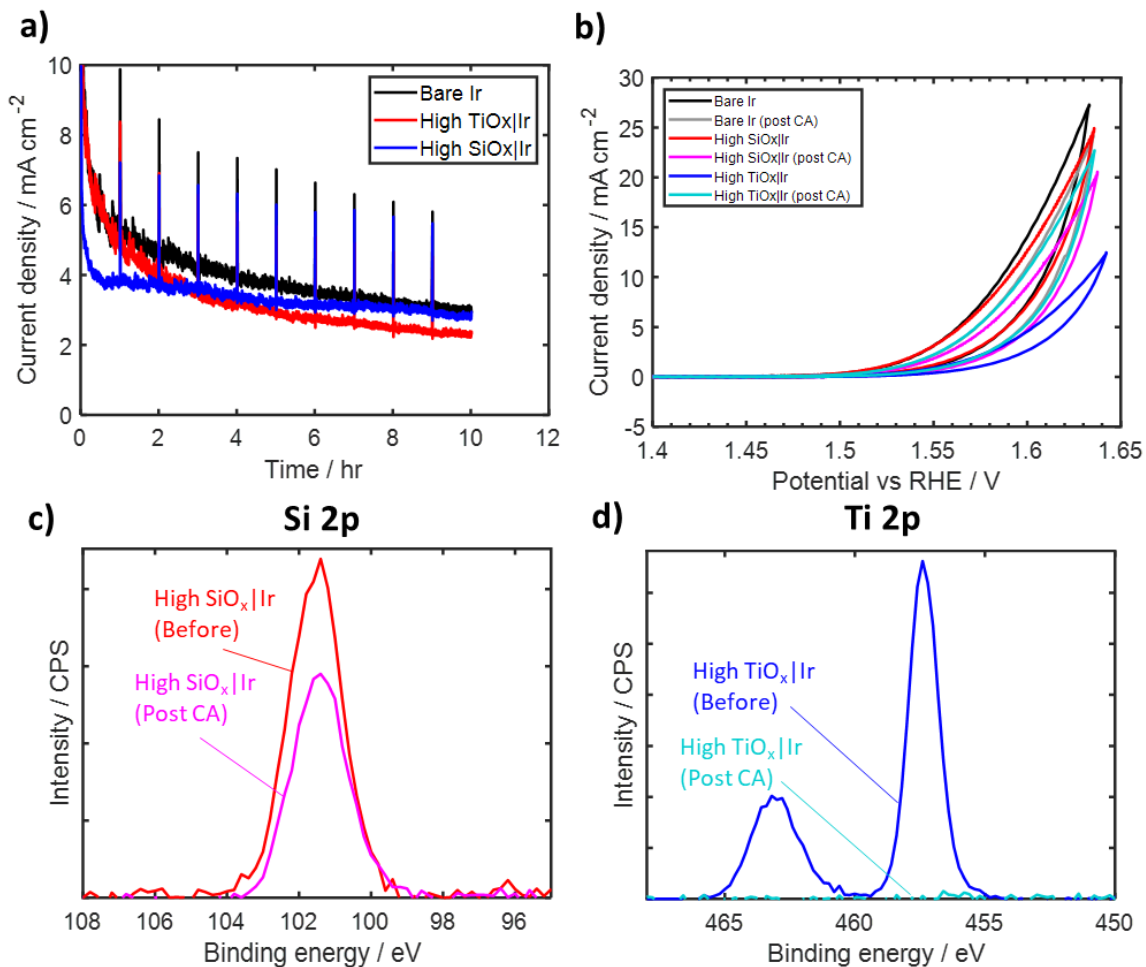 a)
10
8
6
4
2
0
0
2
4
6
8
10
12
Current density / mA cm⁻²
Time / hr
Bare Ir
High TiOx|Ir
High SiOx|Ir
b)
30
25
20
15
10
5
0
-5
1.4
1.45
1.5
1.55
1.6
1.65
Current density / mA cm⁻²
Potential vs RHE / V
Bare Ir
Bare Ir (post CA)
High SiOx|Ir
High SiOx|Ir (post CA)
High TiOx|Ir
High TiOx|Ir (post CA)
c)
Si 2p
High SiOₓ|Ir
(Before)
High SiOₓ|Ir
(Post CA)
Intensity / CPS
108
106
104
102
100
98
96
Binding energy / eV
d)
Ti 2p
High TiOₓ|Ir
(Before)
High TiOₓ|Ir
(Post CA)
Intensity / CPS
465
460
455
450
Binding energy / eV